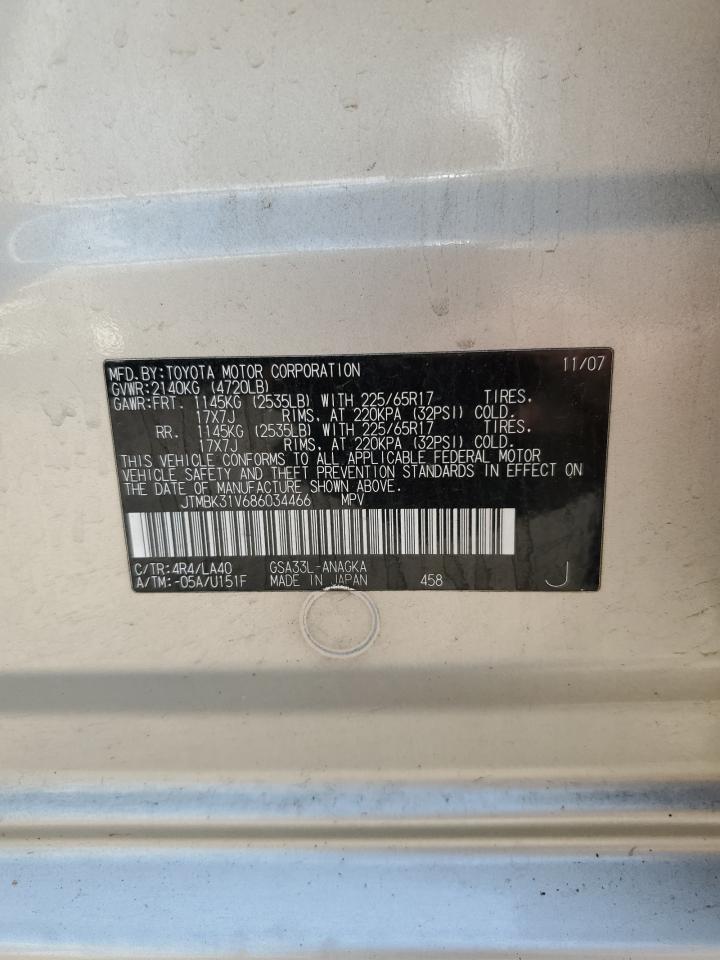 MFD.BY:TOYOTA MOTOR CORPORATION 11/07
GVWR:2140KG (4720LB)
GAWR:FRT. 1145KG (2535LB) WITH 225/65R17 TIRES.
17X7J RIMS, AT 220KPA (32PSI) COLD.
RR. 1145KG (2535LB) WITH 225/65R17 TIRES.
17X7J RIMS, AT 220KPA (32PSI) COLD.
THIS VEHICLE CONFORMS TO ALL APPLICABLE FEDERAL MOTOR
VEHICLE SAFETY AND THEFT PREVENTION STANDARDS IN EFFECT ON
THE DATE OF MANUFACTURE SHOWN ABOVE.
JTMBK31V686034466 MPV
C/TR:4R4/LA40 GSA33L-ANAGKA
A/TM:-05A/U151F MADE IN JAPAN 458 J